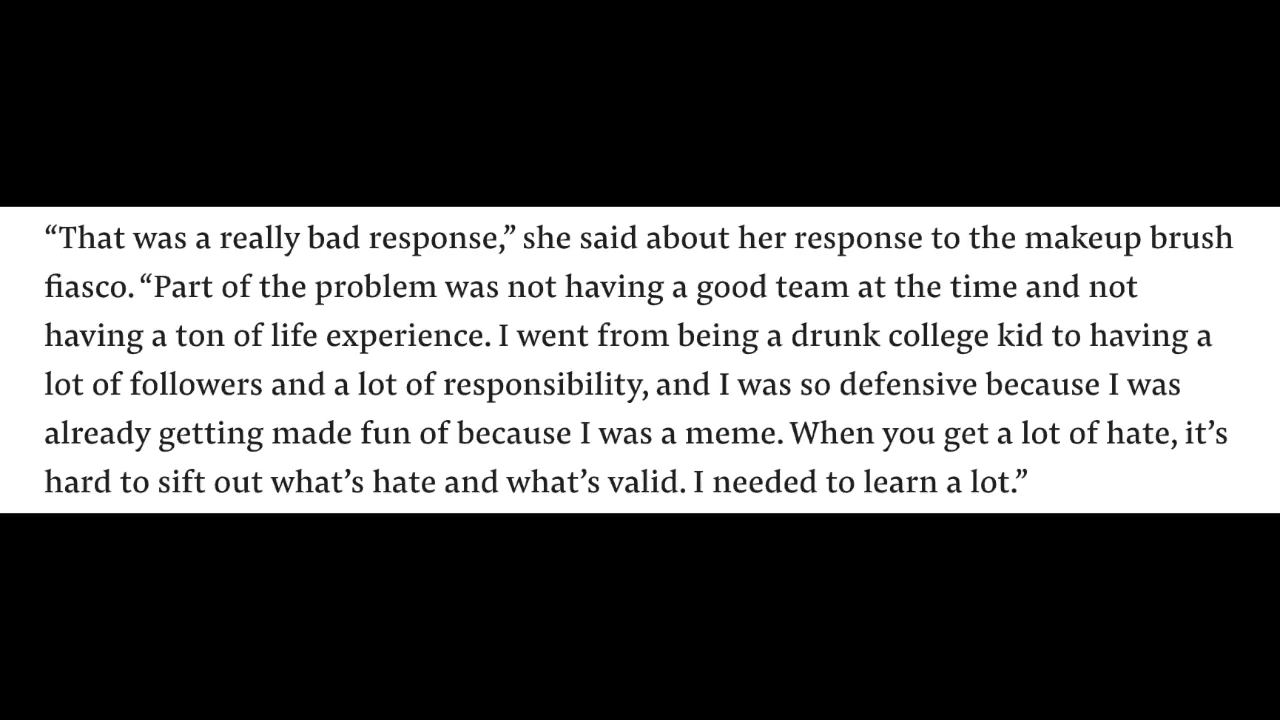 “That was a really bad response,” she said about her response to the makeup brush
fiasco. “Part of the problem was not having a good team at the time and not
having a ton of life experience. I went from being a drunk college kid to having a
lot of followers and a lot of responsibility, and I was so defensive because I was
already getting made fun of because I was a meme. When you get a lot of hate, it’s
hard to sift out what’s hate and what’s valid. I needed to learn a lot.”